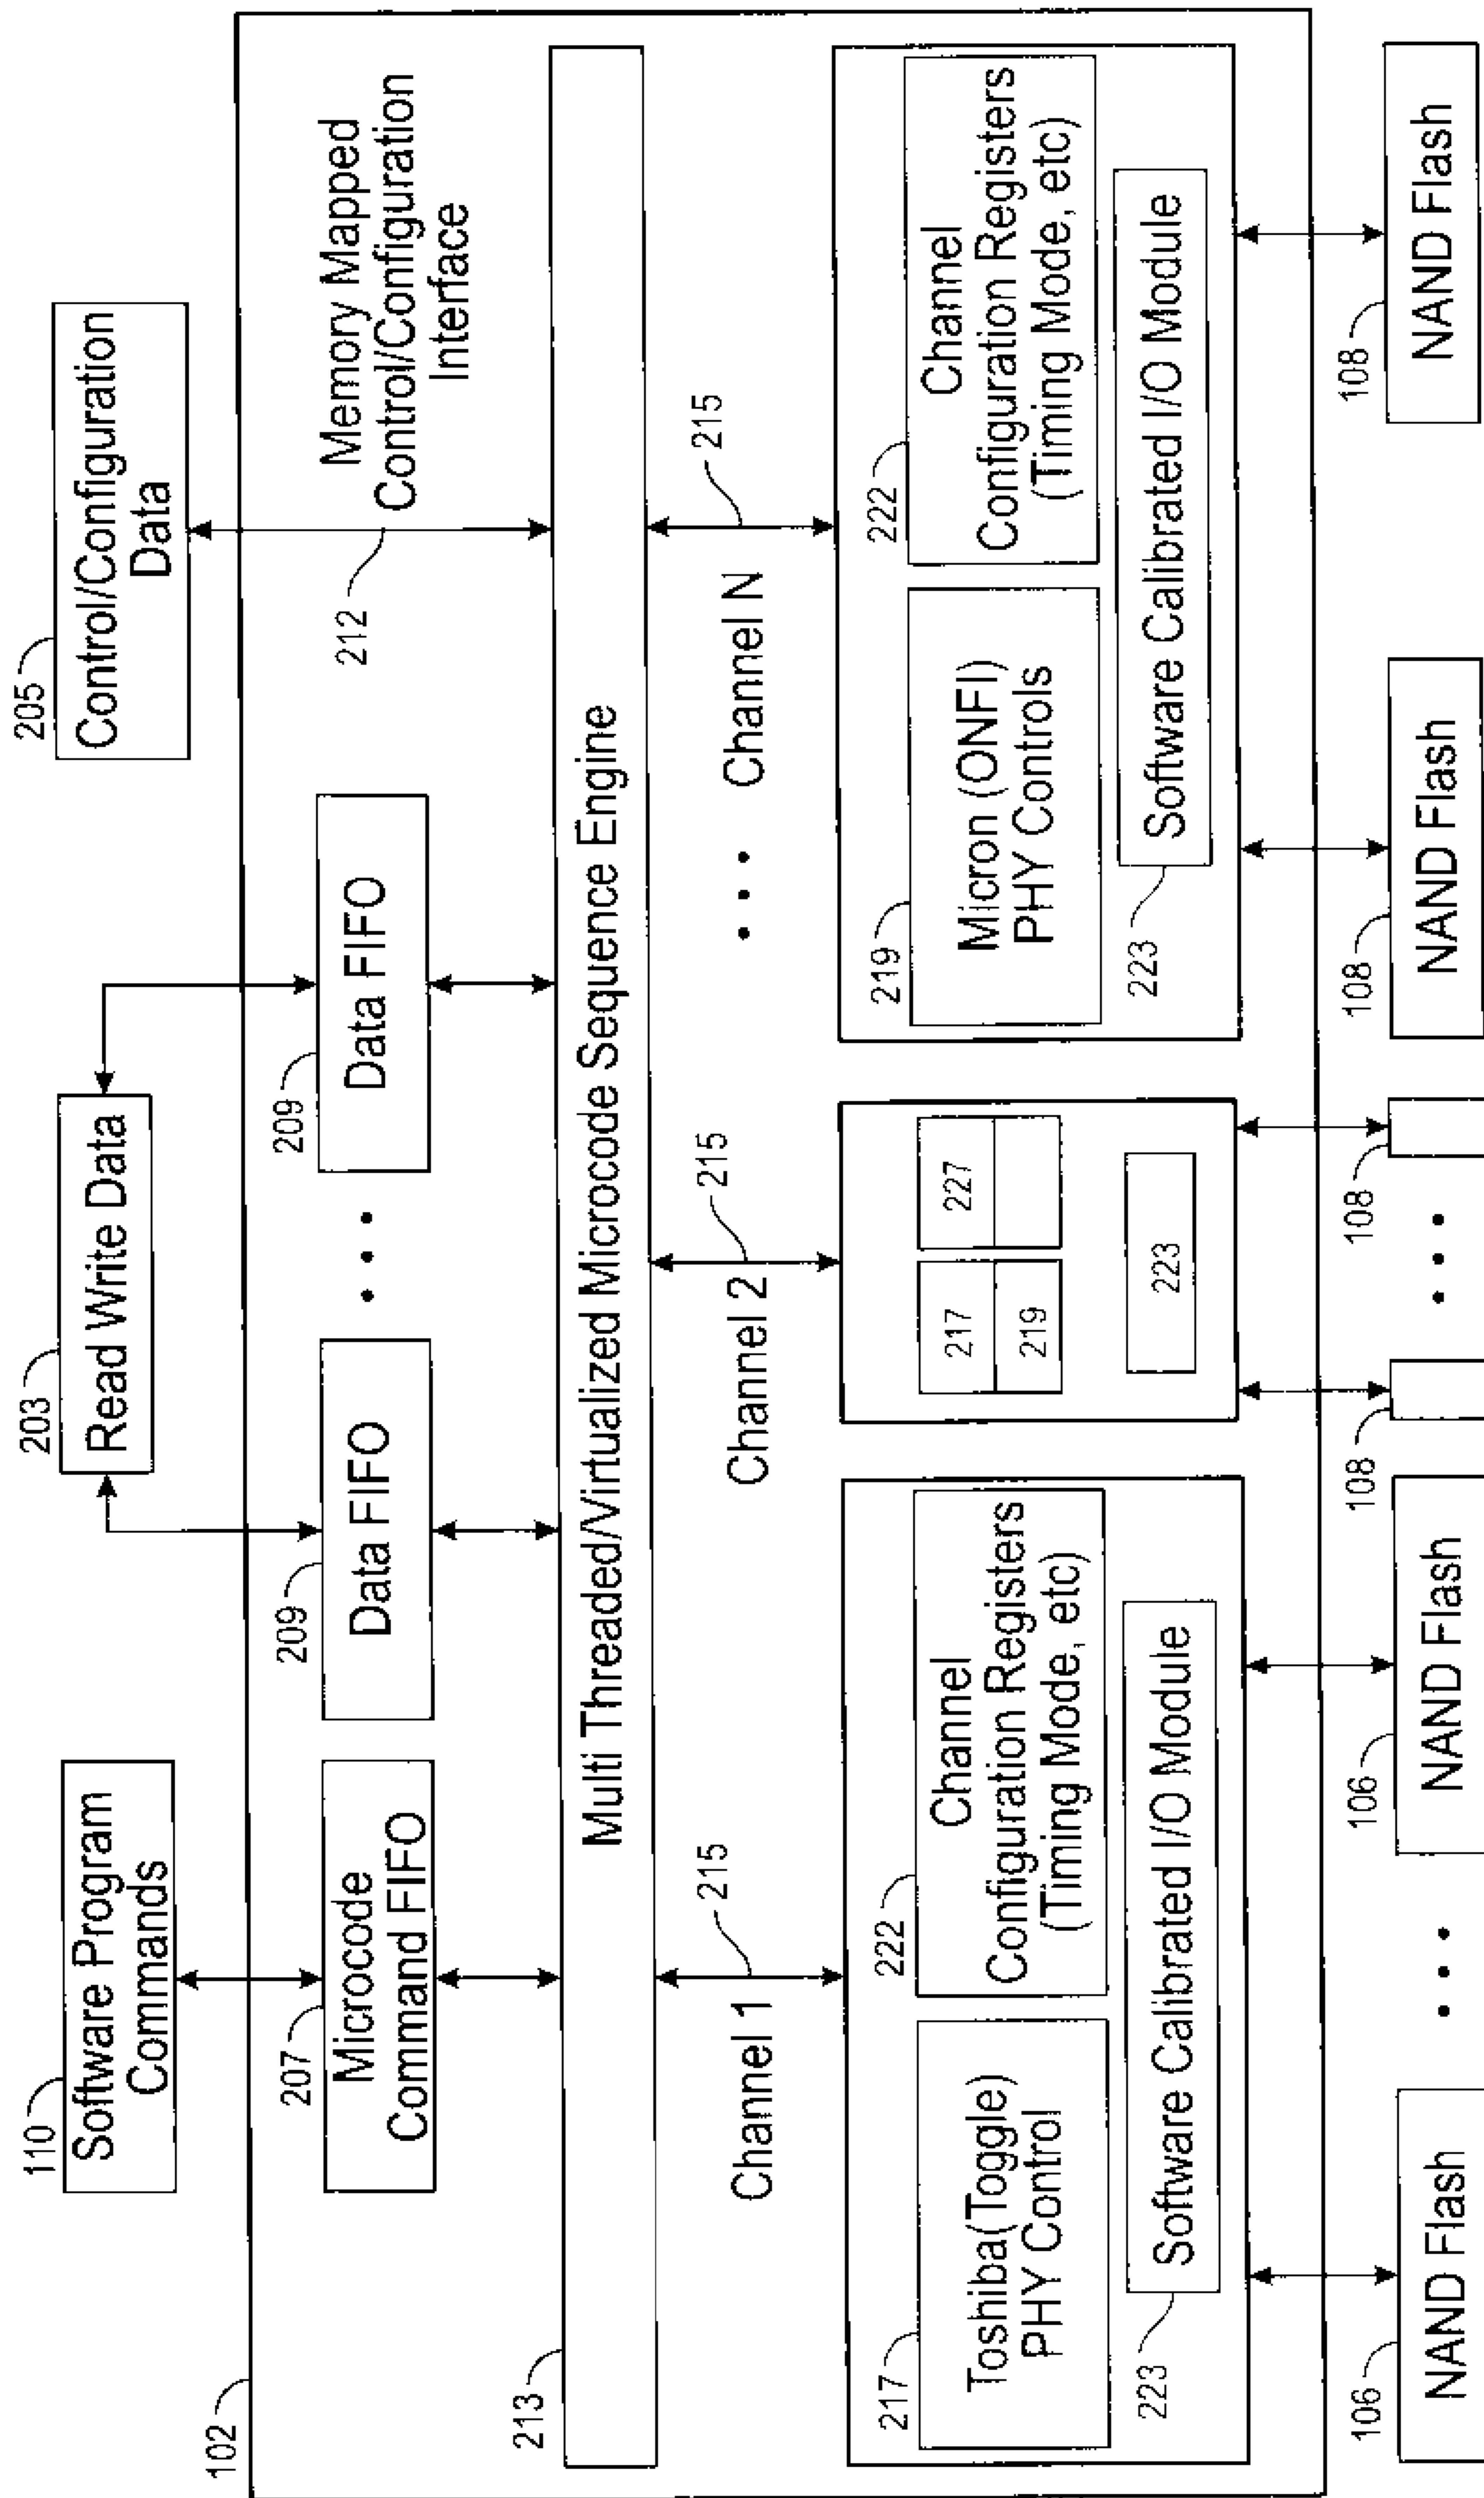 110
Software Program
Commands
203
Read Write Data
205
Control/Configuration
Data
102
207
Microcode
Command FIFO
209
Data FIFO
209
Data FIFO
212
Memory Mapped
Control/Configuration
Interface
213
Multi Threaded/Virtualized Microcode Sequence Engine
Channel 1
215
Channel 2
215
Channel N
215
217
Toshiba(Toggle)
PHY Control
222
Channel
Configuration Registers
(Timing Mode, etc)
223
Software Calibrated I/O Module
217
219
227
223
219
Micron (ONFI)
PHY Controls
222
Channel
Configuration Registers
(Timing Mode, etc)
223
Software Calibrated I/O Module
106
NAND Flash
106
NAND Flash
108
108
108
NAND Flash
108
NAND Flash